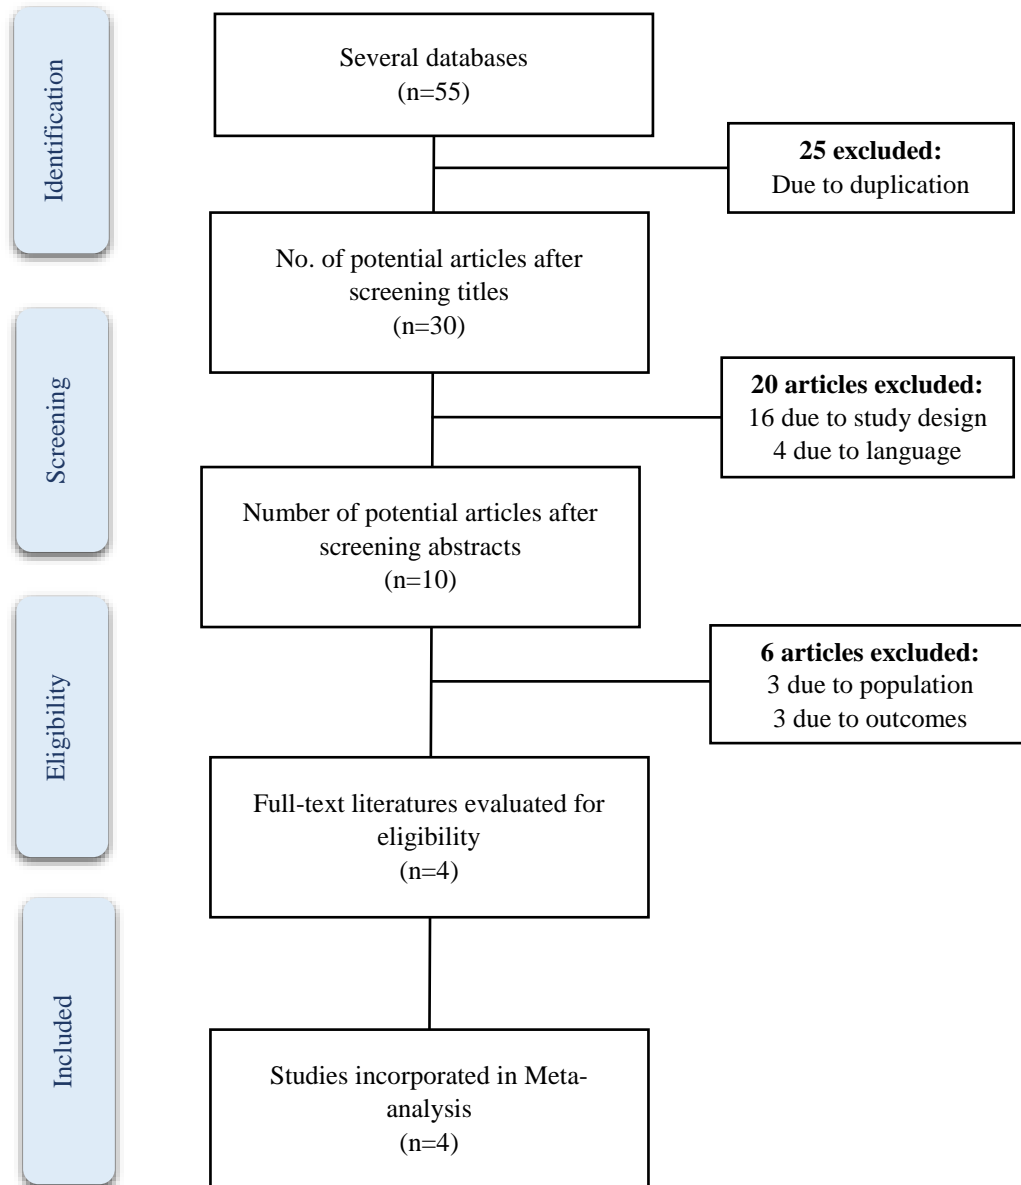 Identification
Several databases
(n=55)
25 excluded:
Due to duplication
No. of potential articles after
screening titles
(n=30)
Screening
20 articles excluded:
16 due to study design
4 due to language
Number of potential articles after
screening abstracts
(n=10)
Eligibility
6 articles excluded:
3 due to population
3 due to outcomes
Full-text literatures evaluated for
eligibility
(n=4)
Included
Studies incorporated in Meta-
analysis
(n=4)